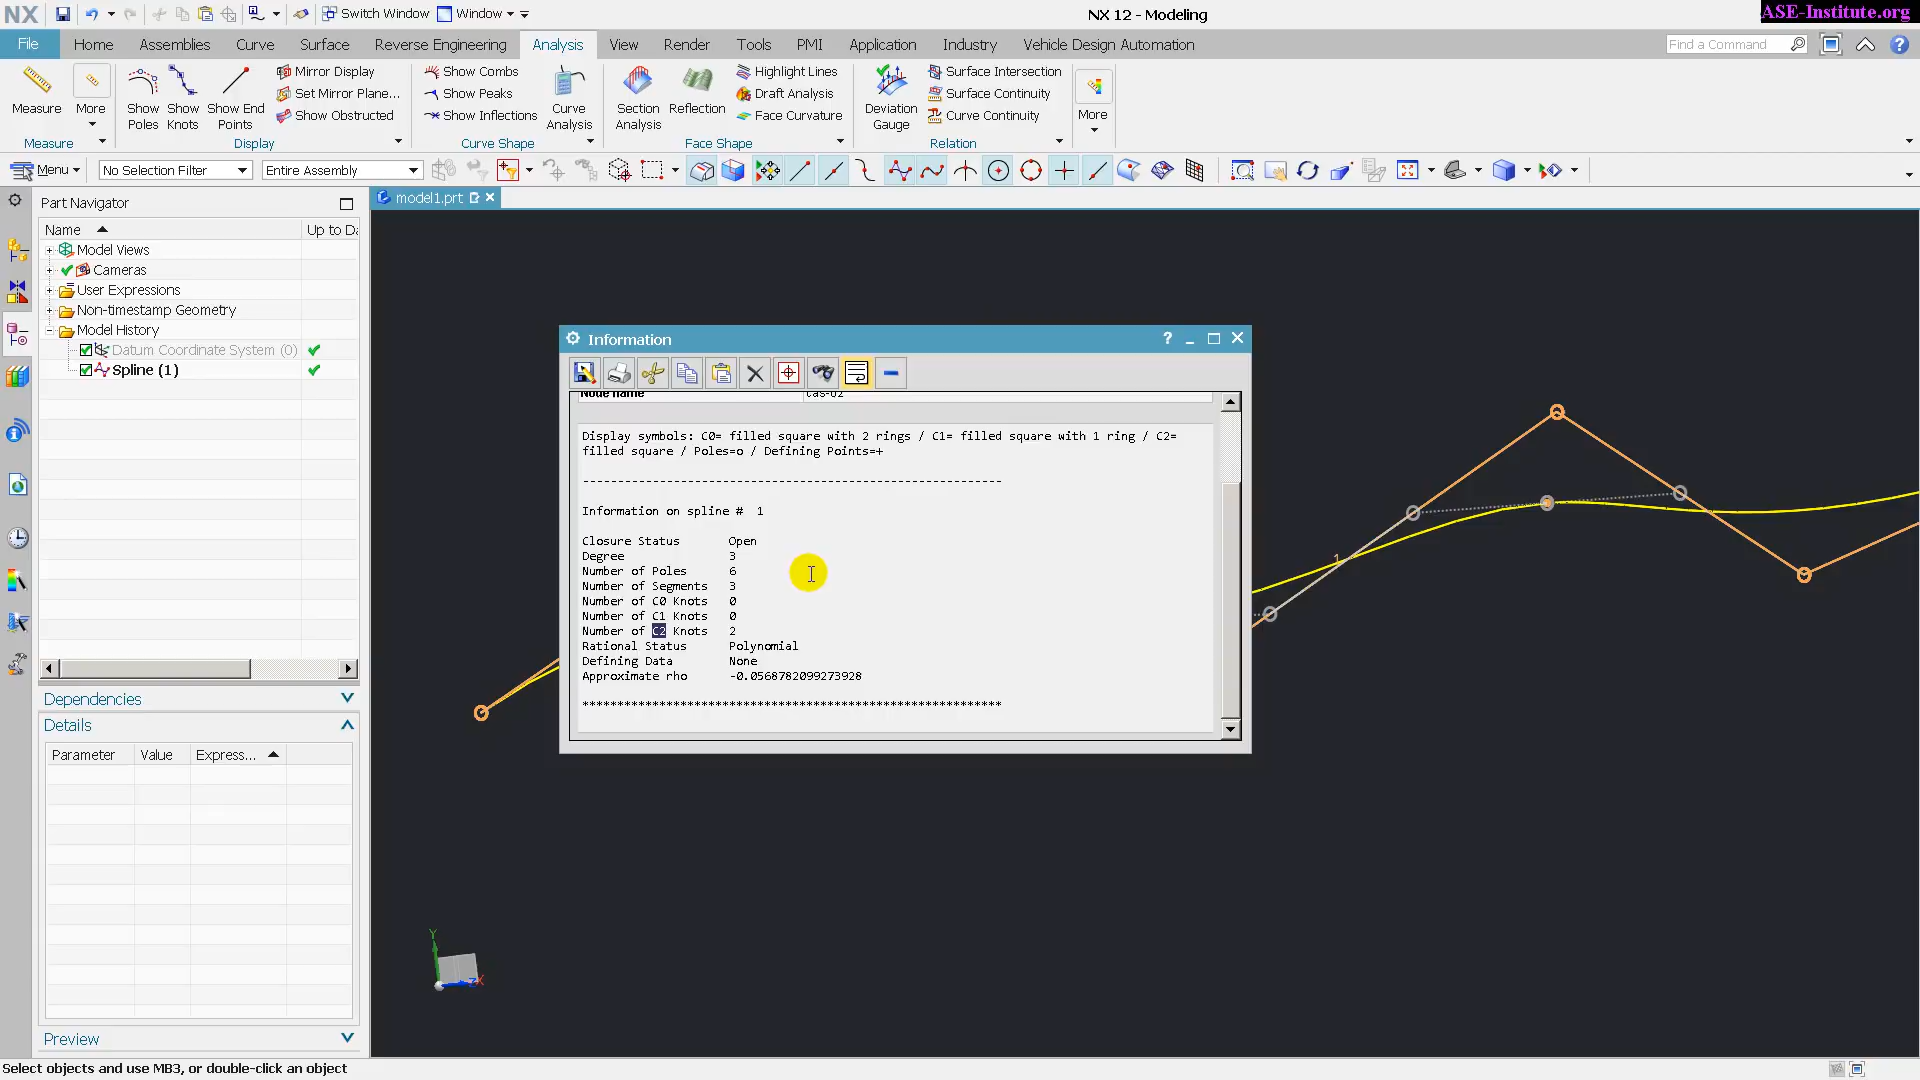 NX
Switch Window
Window
NX 12 - Modeling
ASE-Institute.org
File
Home
Assemblies
Curve
Surface
Reverse Engineering
Analysis
View
Render
Tools
PMI
Application
Industry
Vehicle Design Automation
Find a Command
Measure
More
Measure
Show Poles
Show Knots
Show End Points
Mirror Display
Set Mirror Plane...
Show Obstructed
Display
Show Combs
Show Peaks
Show Inflections
Curve Analysis
Curve Shape
Section Analysis
Reflection
Highlight Lines
Draft Analysis
Face Curvature
Face Shape
Deviation Gauge
Surface Intersection
Surface Continuity
Curve Continuity
Relation
More
Menu
No Selection Filter
Entire Assembly
Part Navigator
model1.prt
Name
Up to Da
Model Views
Cameras
User Expressions
Non-timestamp Geometry
Model History
Datum Coordinate System (0)
Spline (1)
Dependencies
Details
Parameter
Value
Express...
Preview
Information
Node name
cas-02
Display symbols: C0= filled square with 2 rings / C1= filled square with 1 ring / C2=
filled square / Poles=o / Defining Points=+
------------------------------------------------------------
Information on spline # 1
Closure Status Open
Degree 3
Number of Poles 6
Number of Segments 3
Number of C0 Knots 0
Number of C1 Knots 0
Number of C2 Knots 2
Rational Status Polynomial
Defining Data None
Approximate rho -0.0568782099273928
************************************************************
1
Y
Z
X
Select objects and use MB3, or double-click an object